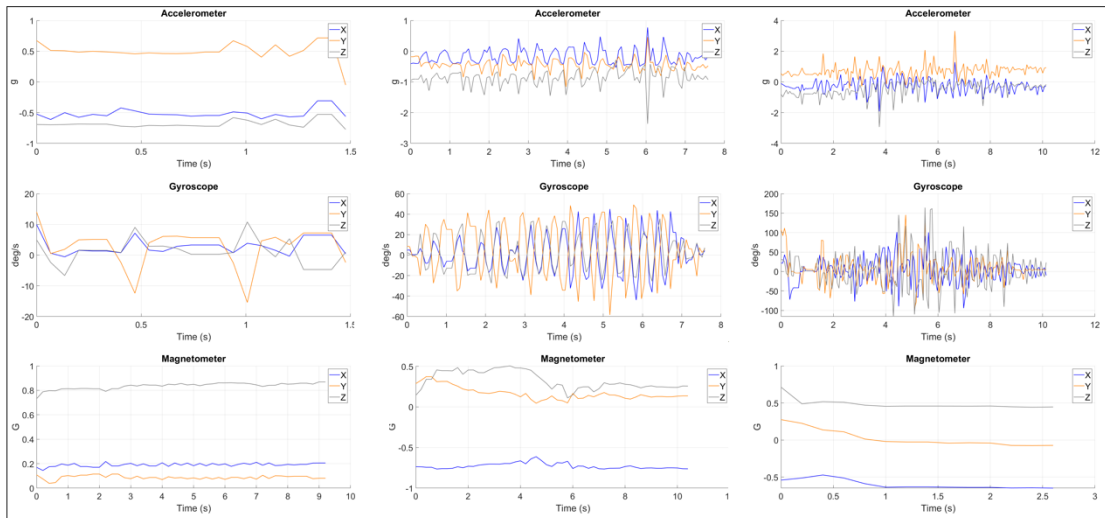 Accelerometer
1
0.5
0
-0.5
-1
g
X
Y
Z
0 0.5 1 1.5
Time (s)
Accelerometer
1
0
-1
-2
-3
g
X
Y
Z
0 1 2 3 4 5 6 7 8
Time (s)
Accelerometer
4
2
0
-2
-4
g
X
Y
Z
0 2 4 6 8 10 12
Time (s)
Gyroscope
20
10
0
-10
-20
deg/s
X
Y
Z
0 0.5 1 1.5
Time (s)
Gyroscope
60
40
20
0
-20
-40
-60
deg/s
X
Y
Z
0 1 2 3 4 5 6 7 8
Time (s)
Gyroscope
200
150
100
50
0
-50
-100
deg/s
X
Y
Z
0 2 4 6 8 10 12
Time (s)
Magnetometer
1
0.8
0.6
0.4
0.2
0
G
X
Y
Z
0 1 2 3 4 5 6 7 8 9 10
Time (s)
Magnetometer
0.5
0
-0.5
-1
G
X
Y
Z
0 2 4 6 8 10 1
Time (s)
Magnetometer
1
0.5
0
-0.5
G
X
Y
Z
0 0.5 1 1.5 2 2.5 3
Time (s)